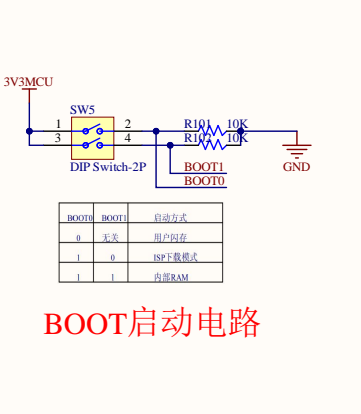 3V3MCU
SW5
1 2 R101 10K
3 4 R102 10K
DIP Switch-2P
BOOT1
BOOT0
GND
BOOT0 BOOT1 启动方式
0 无关 用户闪存
1 0 ISP下载模式
1 1 内部RAM
BOOT启动电路